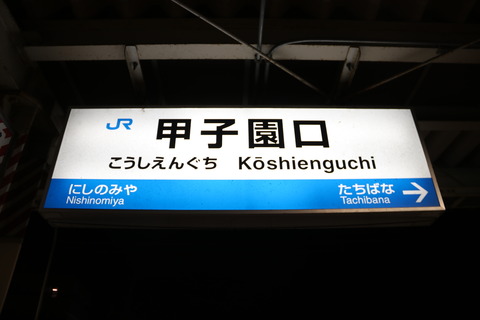 JR 甲子園口
こうしえんぐち Kōshienguchi
にしのみや たちばな →
Nishinomiya Tachibana